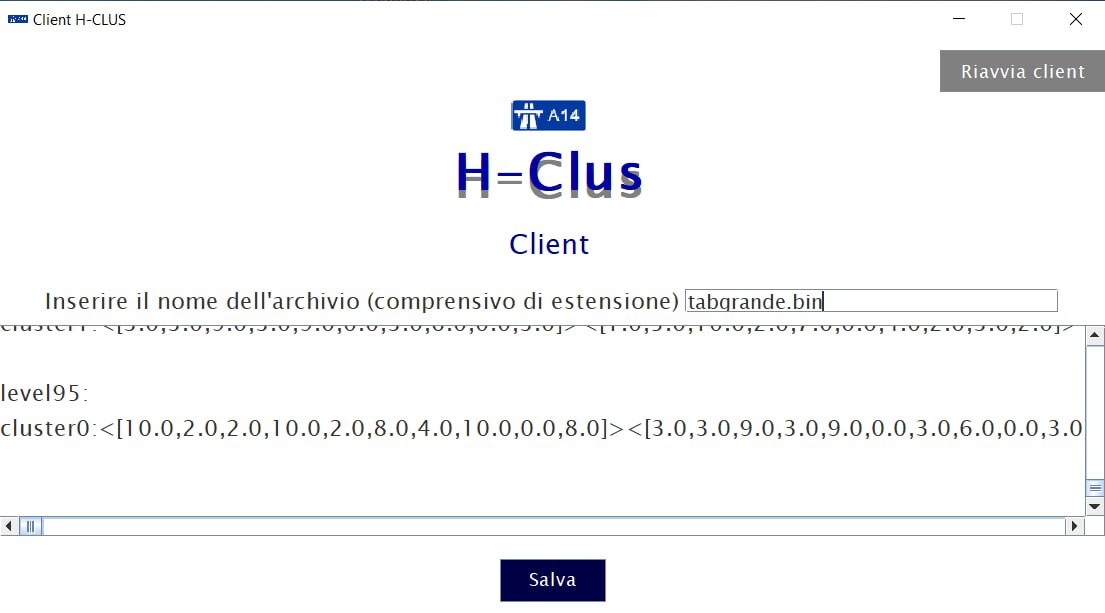 Client H-CLUS
Riavvia client
A14
H-Clus
Client
Inserire il nome dell'archivio (comprensivo di estensione) tabgrande.bin
level95:
cluster0:<[10.0,2.0,2.0,10.0,2.0,8.0,4.0,10.0,0.0,8.0]><[3.0,3.0,9.0,3.0,9.0,0.0,3.0,6.0,0.0,3.0
Salva